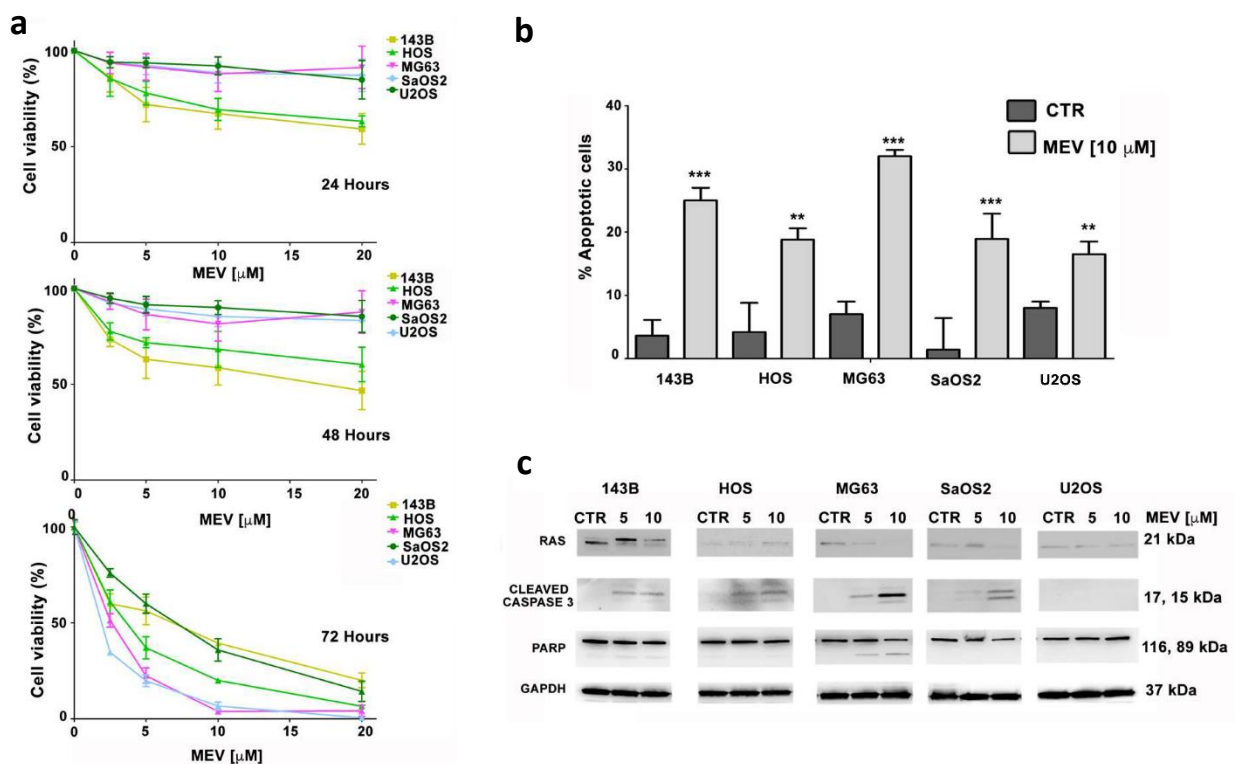 a
Cell viability (%)
100
50
0
143B
HOS
MG63
SaOS2
U2OS
24 Hours
0 5 10 15 20
MEV [μM]
Cell viability (%)
100
50
0
143B
HOS
MG63
SaOS2
U2OS
48 Hours
0 5 10 15 20
MEV [μM]
Cell viability (%)
100
50
0
143B
HOS
MG63
SaOS2
U2OS
72 Hours
0 5 10 15 20
MEV [μM]
b
% Apoptotic cells
40
30
20
10
0
CTR
MEV [10 μM]
*** ** *** *** **
143B HOS MG63 SaOS2 U2OS
c
143B HOS MG63 SaOS2 U2OS
CTR 5 10 CTR 5 10 CTR 5 10 CTR 5 10 CTR 5 10 MEV [μM]
RAS 21 kDa
CLEAVED
CASPASE 3 17, 15 kDa
PARP 116, 89 kDa
GAPDH 37 kDa